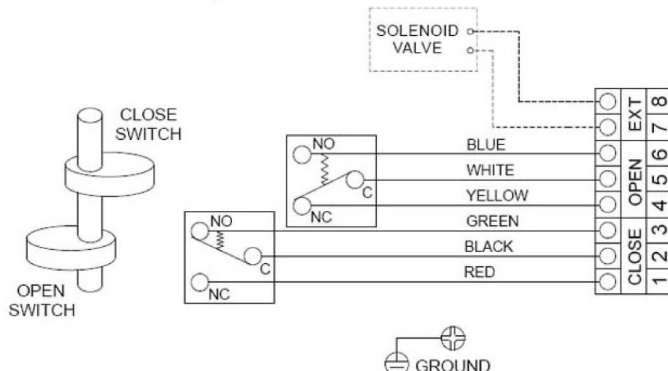 SOLENOID
VALVE
CLOSE
SWITCH
OPEN
SWITCH
NO
C
NC
NO
C
NC
BLUE
WHITE
YELLOW
GREEN
BLACK
RED
EXT
OPEN
CLOSE
8
7
6
5
4
3
2
1
GROUND